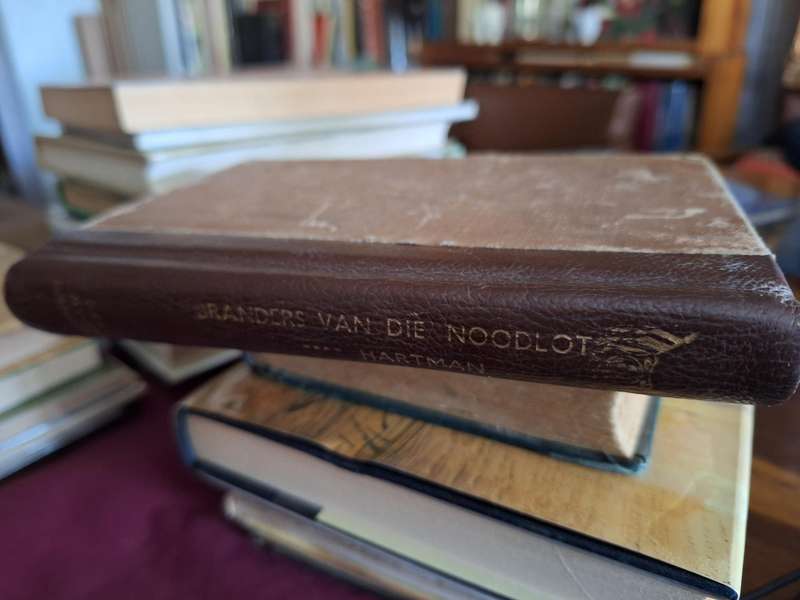 BRANDERS VAN DIE NOODLOT
HARTMAN